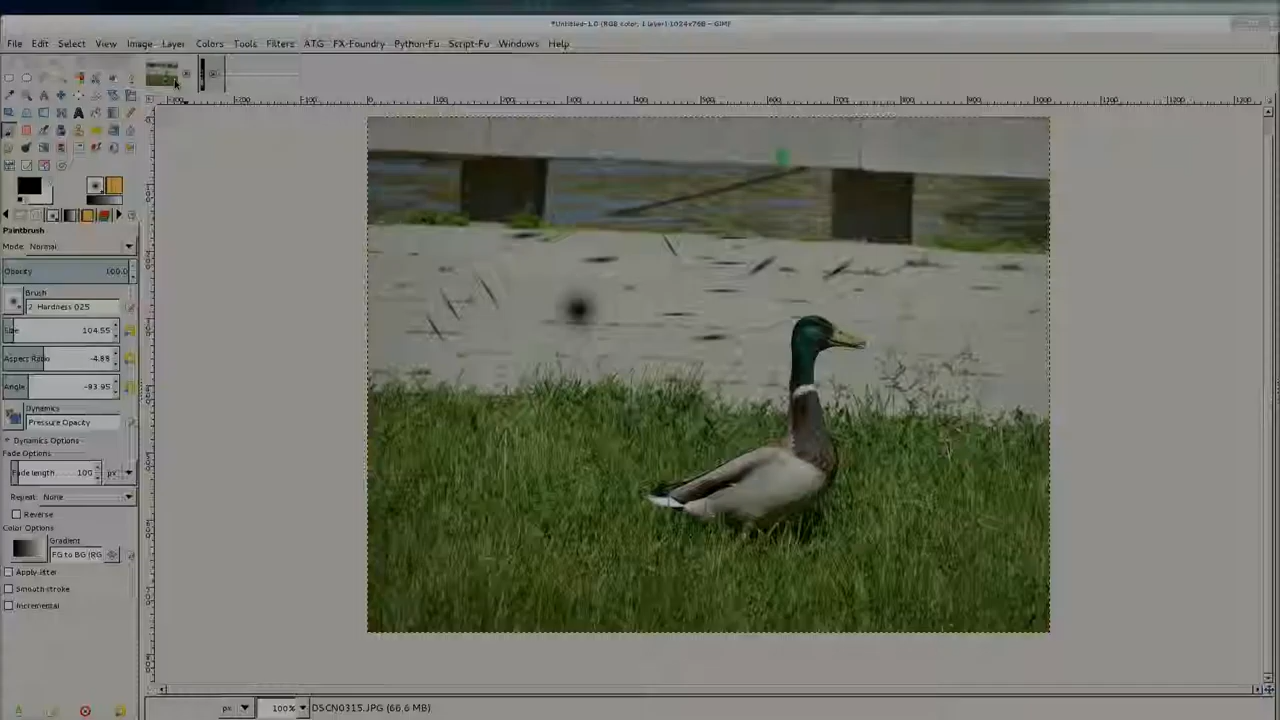 *Untitled-1.0 (RGB color, 1 layer) 1024x768 – GIMP
File Edit Select View Image Layer Colors Tools Filters ATG FX-Foundry Python-Fu Script-Fu Windows Help
Paintbrush
Mode: Normal
Opacity 100.0
Brush
2. Hardness 025
Size 104.55
Aspect Ratio -4.89
Angle -93.95
Dynamics
Pressure Opacity
Dynamics Options
Fade Options
Fade length 100 px
Repeat: None
Reverse
Color Options
Gradient
FG to BG (RG
Apply Jitter
Smooth stroke
Incremental
px 100% DSCN0315.JPG (66.6 MB)